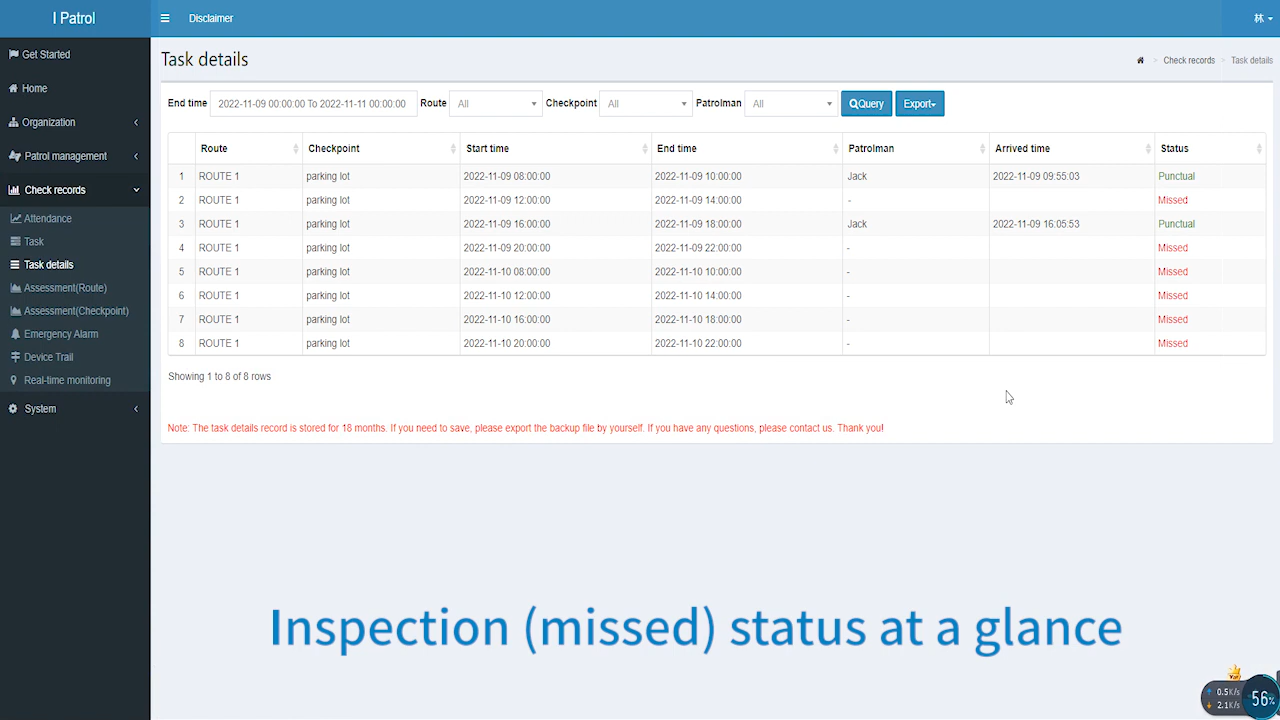 I Patrol
Disclaimer
林
Get Started
Home
Organization
Patrol management
Check records
Attendance
Task
Task details
Assessment(Route)
Assessment(Checkpoint)
Emergency Alarm
Device Trail
Real-time monitoring
System
Task details
Check records > Task details
End time 2022-11-09 00:00:00 To 2022-11-11 00:00:00 Route All Checkpoint All Patrolman All Query Export
Route Checkpoint Start time End time Patrolman Arrived time Status
1 ROUTE 1 parking lot 2022-11-09 08:00:00 2022-11-09 10:00:00 Jack 2022-11-09 09:55:03 Punctual
2 ROUTE 1 parking lot 2022-11-09 12:00:00 2022-11-09 14:00:00 - Missed
3 ROUTE 1 parking lot 2022-11-09 16:00:00 2022-11-09 18:00:00 Jack 2022-11-09 16:05:53 Punctual
4 ROUTE 1 parking lot 2022-11-09 20:00:00 2022-11-09 22:00:00 - Missed
5 ROUTE 1 parking lot 2022-11-10 08:00:00 2022-11-10 10:00:00 - Missed
6 ROUTE 1 parking lot 2022-11-10 12:00:00 2022-11-10 14:00:00 - Missed
7 ROUTE 1 parking lot 2022-11-10 16:00:00 2022-11-10 18:00:00 - Missed
8 ROUTE 1 parking lot 2022-11-10 20:00:00 2022-11-10 22:00:00 - Missed
Showing 1 to 8 of 8 rows
Note: The task details record is stored for 18 months. If you need to save, please export the backup file by yourself. If you have any questions, please contact us. Thank you!
Inspection (missed) status at a glance
0.5K/s
2.1K/s
56%